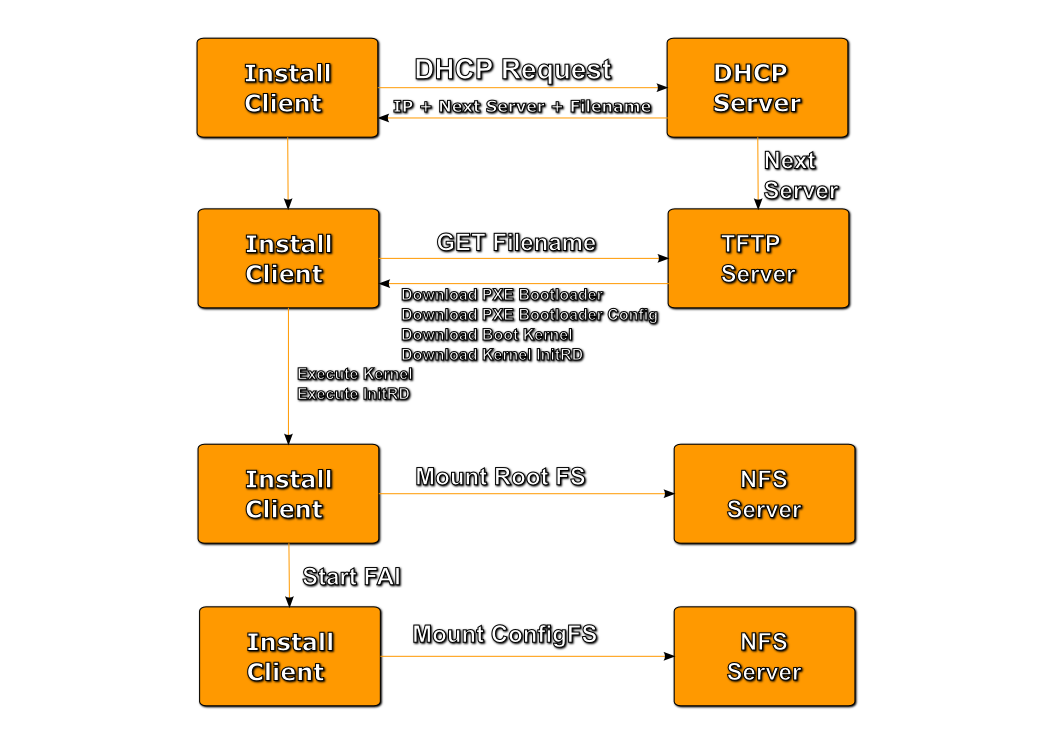 Install
Client
DHCP Request
IP + Next Server + Filename
DHCP
Server
Next
Server
Install
Client
GET Filename
TFTP
Server
Download PXE Bootloader
Download PXE Bootloader Config
Download Boot Kernel
Download Kernel InitRD
Execute Kernel
Execute InitRD
Install
Client
Mount Root FS
NFS
Server
Start FAI
Install
Client
Mount ConfigFS
NFS
Server